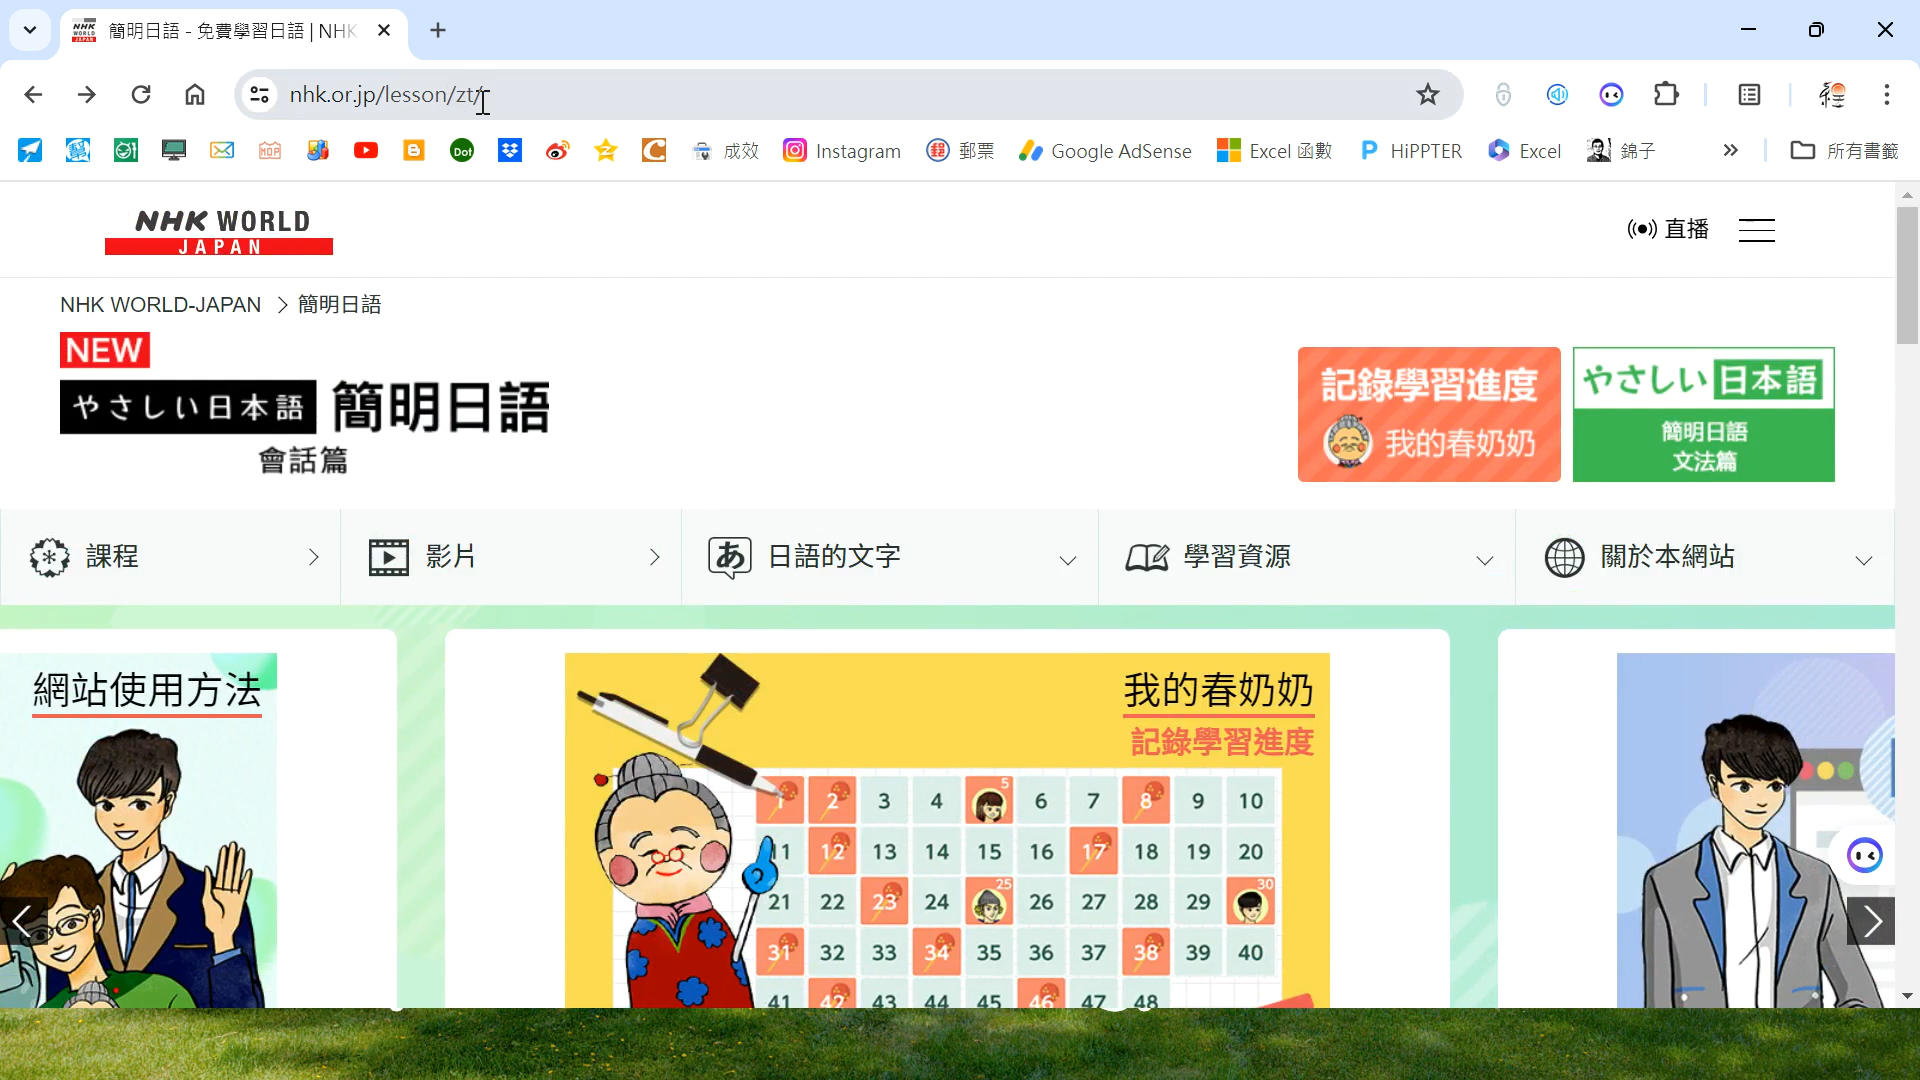 簡明日語 - 免費學習日語 | NHK
nhk.or.jp/lesson/zt/
MOP
Dot
成效
Instagram
郵票
Google AdSense
Excel 函數
HiPPTER
Excel
錦子
所有書籤
NHK WORLD
JAPAN
直播
NHK WORLD-JAPAN > 簡明日語
NEW
やさしい日本語 簡明日語
會話篇
記錄學習進度
我的春奶奶
やさしい日本語
簡明日語
文法篇
課程
影片
あ 日語的文字
學習資源
關於本網站
網站使用方法
我的春奶奶
記錄學習進度
1 2 3 4 5 6 7 8 9 10
11 12 13 14 15 16 17 18 19 20
21 22 23 24 25 26 27 28 29 30
31 32 33 34 35 36 37 38 39 40
41 42 43 44 45 46 47 48